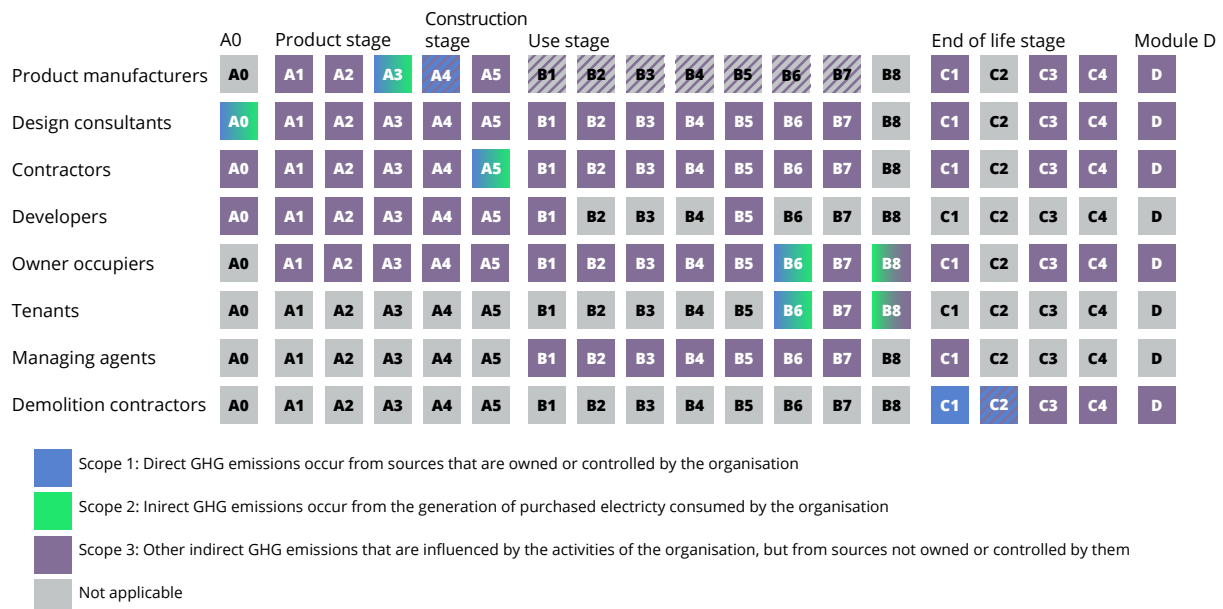 Construction
A0 Product stage stage Use stage End of life stage Module D
Product manufacturers A0 A1 A2 A3 A4 A5 B1 B2 B3 B4 B5 B6 B7 B8 C1 C2 C3 C4 D
Design consultants A0 A1 A2 A3 A4 A5 B1 B2 B3 B4 B5 B6 B7 B8 C1 C2 C3 C4 D
Contractors A0 A1 A2 A3 A4 A5 B1 B2 B3 B4 B5 B6 B7 B8 C1 C2 C3 C4 D
Developers A0 A1 A2 A3 A4 A5 B1 B2 B3 B4 B5 B6 B7 B8 C1 C2 C3 C4 D
Owner occupiers A0 A1 A2 A3 A4 A5 B1 B2 B3 B4 B5 B6 B7 B8 C1 C2 C3 C4 D
Tenants A0 A1 A2 A3 A4 A5 B1 B2 B3 B4 B5 B6 B7 B8 C1 C2 C3 C4 D
Managing agents A0 A1 A2 A3 A4 A5 B1 B2 B3 B4 B5 B6 B7 B8 C1 C2 C3 C4 D
Demolition contractors A0 A1 A2 A3 A4 A5 B1 B2 B3 B4 B5 B6 B7 B8 C1 C2 C3 C4 D
Scope 1: Direct GHG emissions occur from sources that are owned or controlled by the organisation
Scope 2: Inirect GHG emissions occur from the generation of purchased electricty consumed by the organisation
Scope 3: Other indirect GHG emissions that are influenced by the activities of the organisation, but from sources not owned or controlled by them
Not applicable